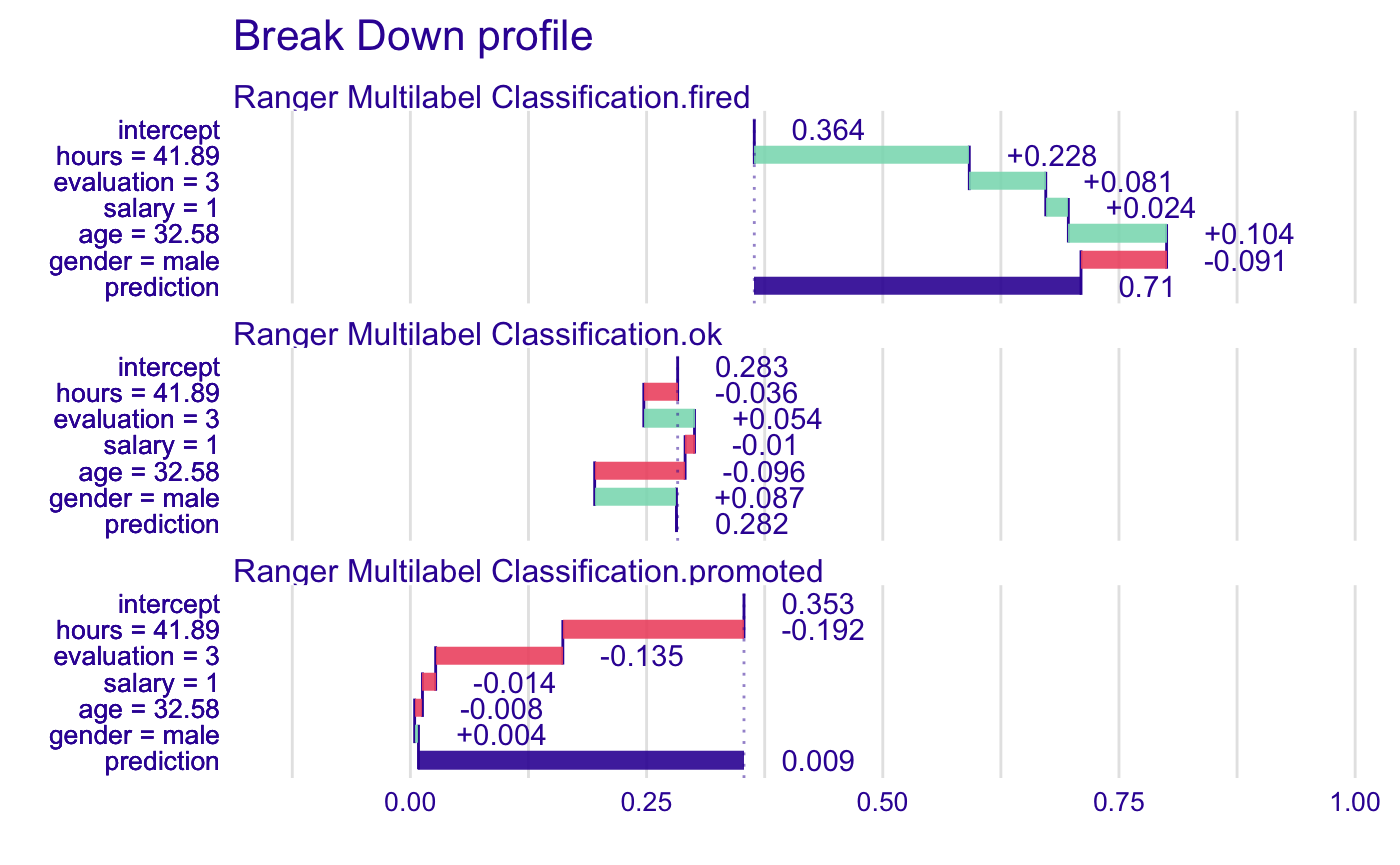 Break Down profile
Ranger Multilabel Classification.fired
intercept 0.364
hours = 41.89 +0.228
evaluation = 3 +0.081
salary = 1 +0.024
age = 32.58 +0.104
gender = male -0.091
prediction 0.71
Ranger Multilabel Classification.ok
intercept 0.283
hours = 41.89 -0.036
evaluation = 3 +0.054
salary = 1 -0.01
age = 32.58 -0.096
gender = male +0.087
prediction 0.282
Ranger Multilabel Classification.promoted
intercept 0.353
hours = 41.89 -0.192
evaluation = 3 -0.135
salary = 1 -0.014
age = 32.58 -0.008
gender = male +0.004
prediction 0.009
0.00 0.25 0.50 0.75 1.00